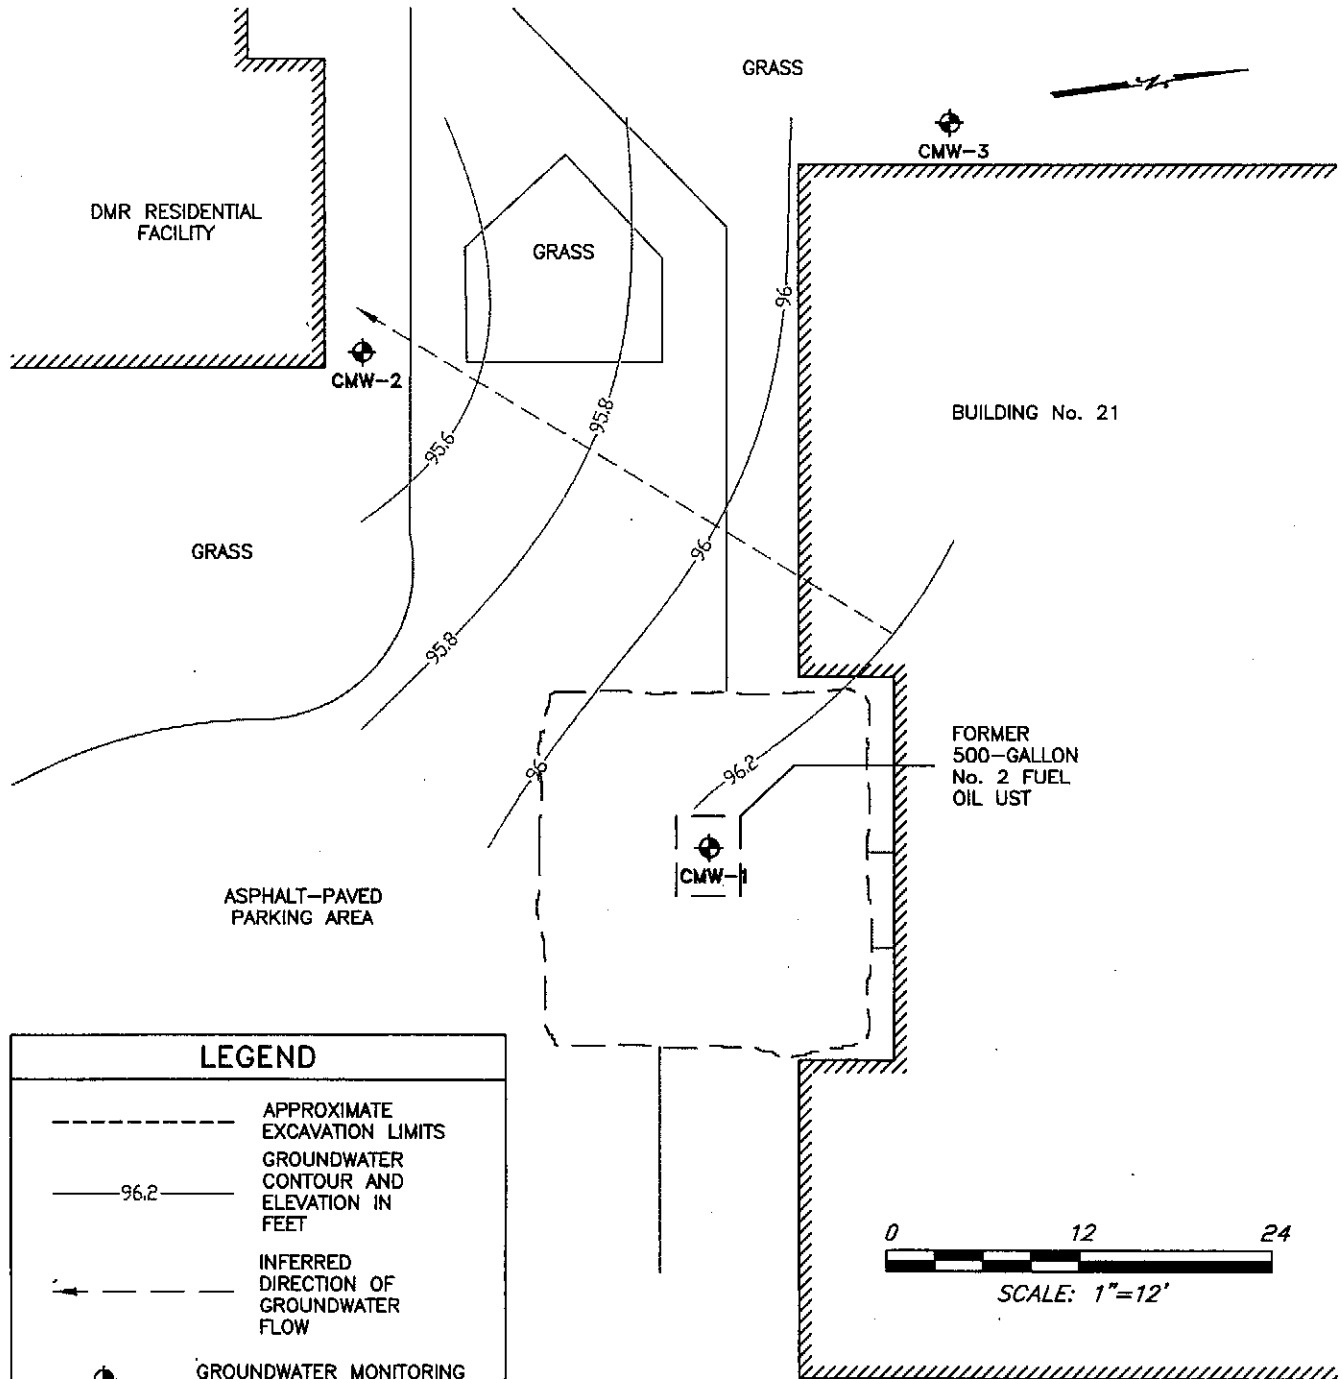 GRASS
CMW-3
DMR RESIDENTIAL
FACILITY
GRASS
96
CMW-2
95.8
BUILDING No. 21
95.6
GRASS
96
95.8
FORMER
500-GALLON
No. 2 FUEL
OIL UST
96
96.2
CMW-1
ASPHALT-PAVED
PARKING AREA
LEGEND
APPROXIMATE
EXCAVATION LIMITS
96.2
GROUNDWATER
CONTOUR AND
ELEVATION IN
FEET
INFERRED
DIRECTION OF
GROUNDWATER
FLOW
GROUNDWATER MONITORING
0 12 24
SCALE: 1"=12'